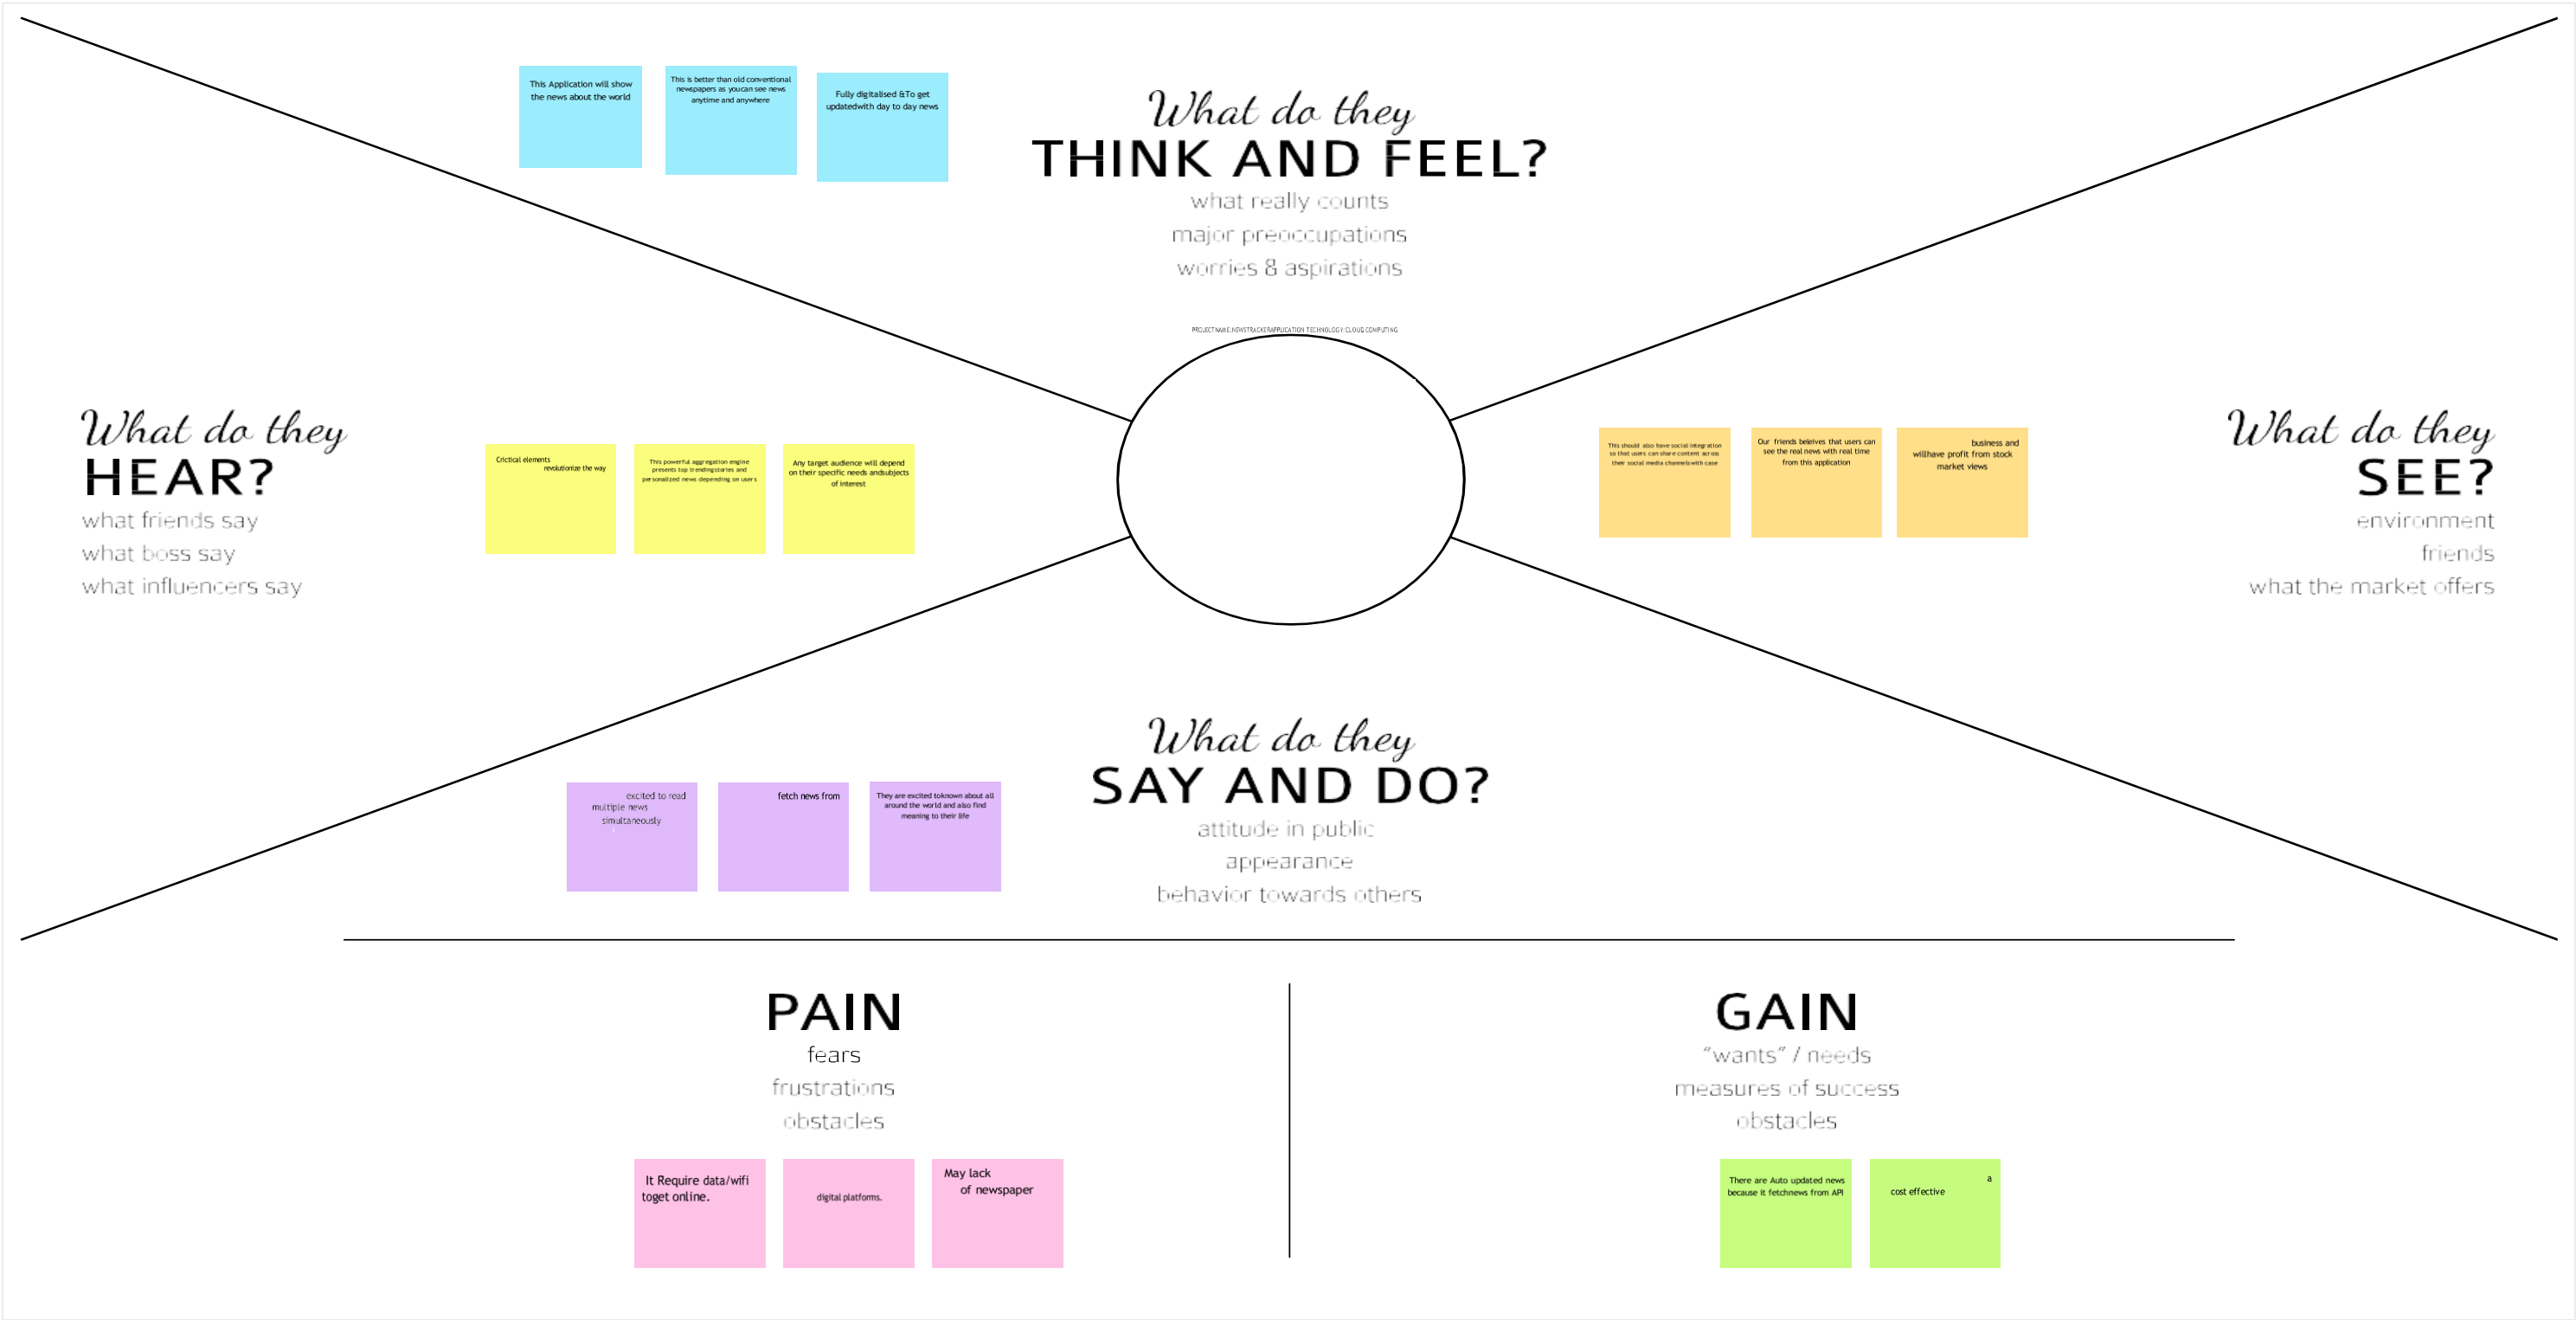 This Application will show
the news about the world
This is better than old conventional
newspapers as youcan see news
anytime and anywhere
Fully digitalised &To get
updatedwith day to day news
What do they
THINK AND FEEL?
what really counts
major preoccupations
worries & aspirations
PROJECTNAME:NEWSTRACKERAPPLICATION TECHNOLOGY:CLOUD COMPUTING
What do they
HEAR?
what friends say
what boss say
what influencers say
Crictical elements
revolutionize the way
This powerful aggregation engine
presents top trendingstories and
personalized news depending on users
Any target audience will depend
on their specific needs andsubjects
of interest
This should also have social integration
so that users can share content across
their social media channelswith case
Our friends beleives that users can
see the real news with real time
from this application
business and
willhave profit from stock
market views
What do they
SEE?
environment
friends
what the market offers
excited to read
multiple news
simultaneously
fetch news from
They are excited toknown about all
around the world and also find
meaning to their life
What do they
SAY AND DO?
attitude in public
appearance
behavior towards others
PAIN
fears
frustrations
obstacles
It Require data/wifi
toget online.
digital platforms.
May lack
of newspaper
GAIN
"wants" / needs
measures of success
obstacles
There are Auto updated news
because it fetchnews from API
a
cost effective